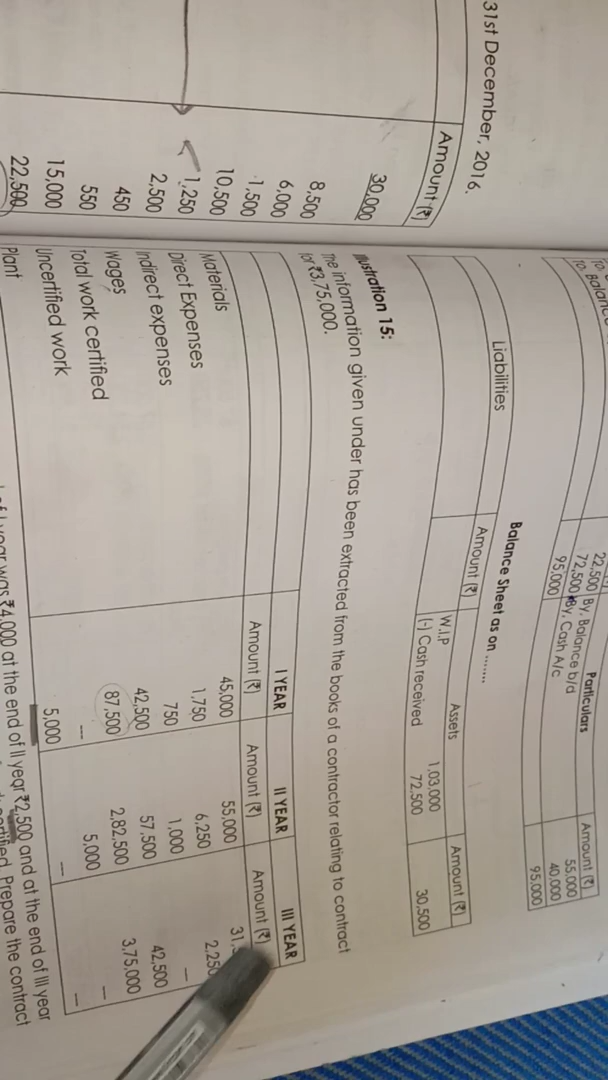 31st December, 2016.
Amount (₹)
30,000
8,500
6,000
1,500
10,500
1,250
2,500
450
550
15,000
22,500
To
To Balance
22,500
72,500
95,000
Particulars Amount (₹)
By, Balance b/d 55,000
By, Cash A/c 40,000
95,000
Balance Sheet as on .......
Liabilities Amount (₹) Assets Amount (₹)
W.I.P 1,03,000
(-) Cash received 72,500 30,500
Illustration 15:
The information given under has been extracted from the books of a contractor relating to contract
for ₹3,75,000.
I YEAR II YEAR III YEAR
Amount (₹) Amount (₹) Amount (₹)
Materials 45,000 55,000
Direct Expenses 1,750 6,250 2,250
Indirect expenses 750 1,000 —
Wages 42,500 57,500 42,500
Total work certified 87,500 2,82,500 3,75,000
Uncertified work — 5,000 —
Plant 5,000 — —
year was ₹4,000 at the end of II year ₹2,500 and at the end of III year
Prepare the contract